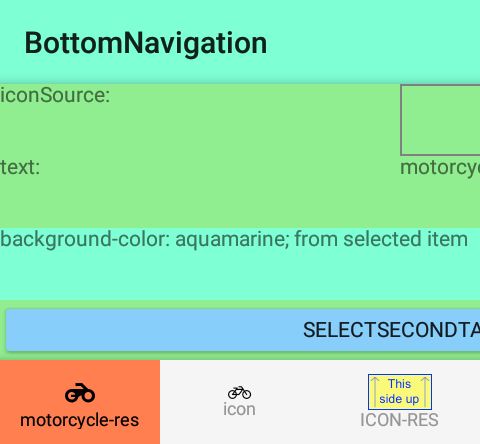 BottomNavigation
iconSource:
text:
motorcyc
background-color: aquamarine; from selected item
SELECTSECONDTA
motorcycle-res
icon
This
side up
ICON-RES